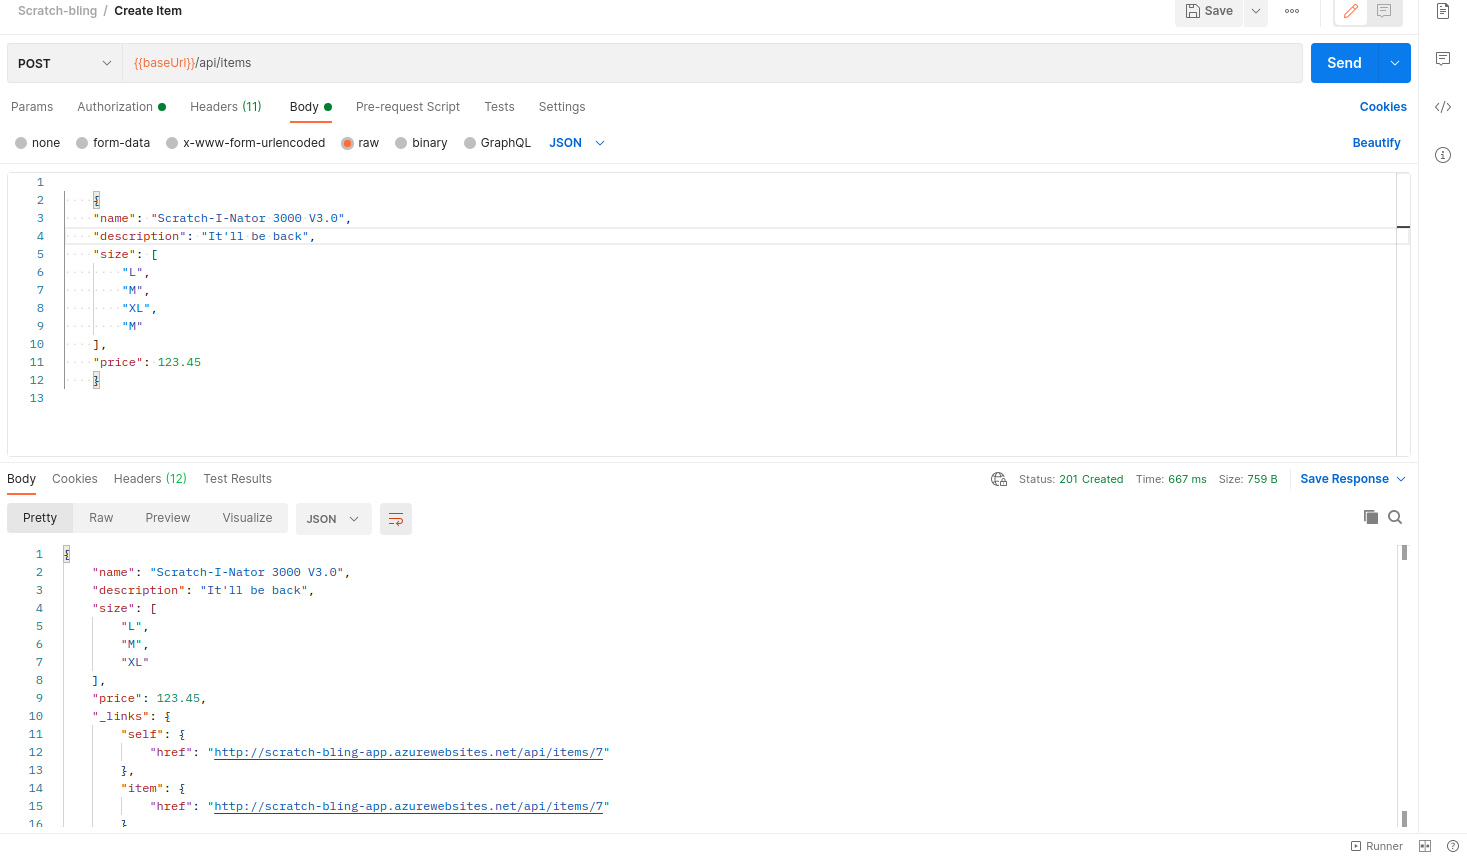 Scratch-bling / Create Item
Save
POST
{{baseUrl}}/api/items
Send
Params Authorization Headers (11) Body Pre-request Script Tests Settings Cookies
none form-data x-www-form-urlencoded raw binary GraphQL JSON Beautify
1
2 {
3 "name": "Scratch-I-Nator 3000 V3.0",
4 "description": "It'll be back",
5 "size": [
6 "L",
7 "M",
8 "XL",
9 "M"
10 ],
11 "price": 123.45
12 }
13
Body Cookies Headers (12) Test Results Status: 201 Created Time: 667 ms Size: 759 B Save Response
Pretty Raw Preview Visualize JSON
1 {
2 "name": "Scratch-I-Nator 3000 V3.0",
3 "description": "It'll be back",
4 "size": [
5 "L",
6 "M",
7 "XL"
8 ],
9 "price": 123.45,
10 "_links": {
11 "self": {
12 "href": "http://scratch-bling-app.azurewebsites.net/api/items/7"
13 },
14 "item": {
15 "href": "http://scratch-bling-app.azurewebsites.net/api/items/7"
16 }
Runner